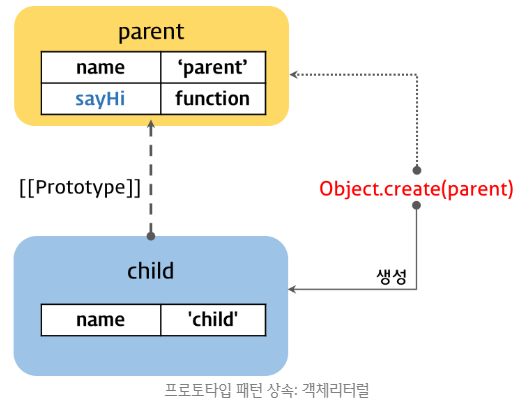 parent
name ‘parent’
sayHi function
[[Prototype]]
Object.create(parent)
child
생성
name 'child'
프로토타입 패턴 상속: 객체리터럴